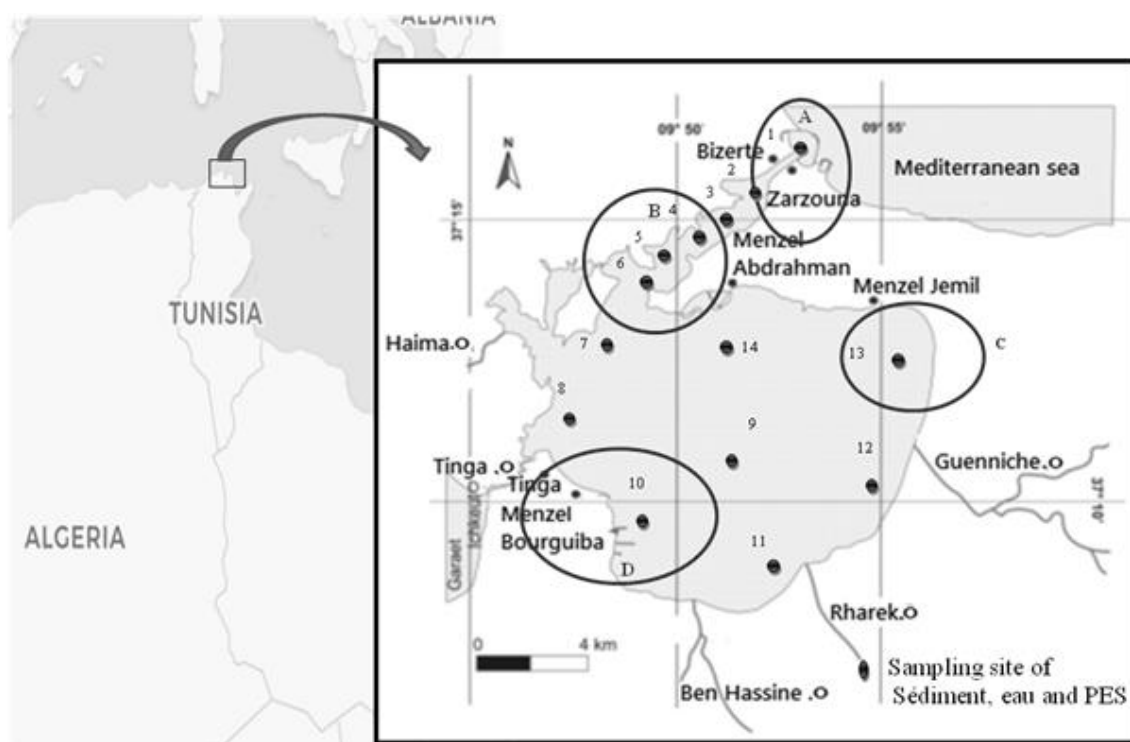 ALBANIA
TUNISIA
ALGERIA
N
09° 50'
09° 55'
37° 15'
37° 10'
A
1
Bizerte
Mediterranean sea
2
Zarzouna
3
B 4
Menzel
Abdrahman
5
6
Menzel Jemil
Haima
7
14
13
C
8
9
12
Guenniche
Tinga
Tinga
10
Menzel
Bourguiba
Garaet
Ichkeul
D
11
Rharek
0 4 km
Ben Hassine
Sampling site of
Sédiment, eau and PES